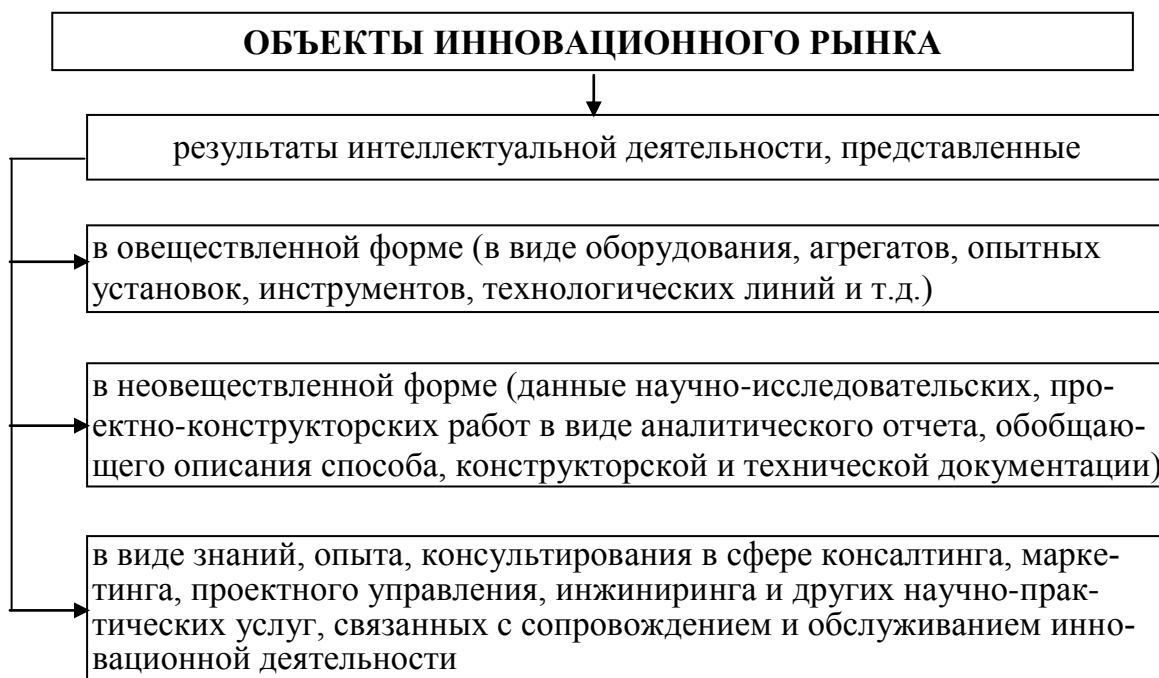 ОБЪЕКТЫ ИННОВАЦИОННОГО РЫНКА
результаты интеллектуальной деятельности, представленные
в овеществленной форме (в виде оборудования, агрегатов, опытных
установок, инструментов, технологических линий и т.д.)
в неовеществленной форме (данные научно-исследовательских, про-
ектно-конструкторских работ в виде аналитического отчета, обобщаю-
щего описания способа, конструкторской и технической документации)
в виде знаний, опыта, консультирования в сфере консалтинга, марке-
тинга, проектного управления, инжиниринга и других научно-прак-
тических услуг, связанных с сопровождением и обслуживанием инно-
вационной деятельности